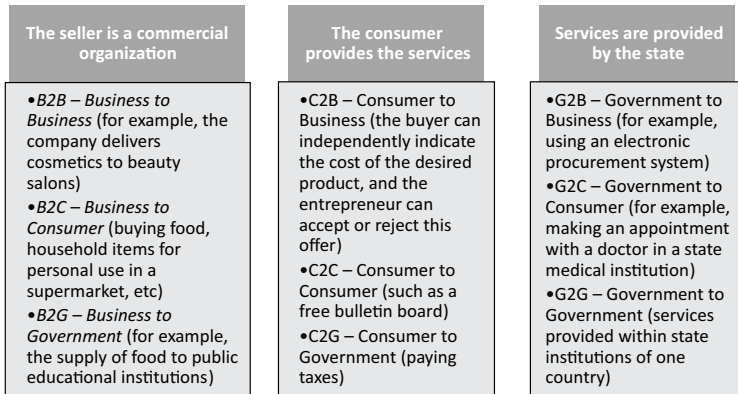 The seller is a commercial
organization
•B2B – Business to
Business (for example, the
company delivers
cosmetics to beauty
salons)
•B2C – Business to
Consumer (buying food,
household items for
personal use in a
supermarket, etc)
•B2G – Business to
Government (for example,
the supply of food to public
educational institutions)
The consumer
provides the services
•C2B – Consumer to
Business (the buyer can
independently indicate
the cost of the desired
product, and the
entrepreneur can
accept or reject this
offer)
•C2C – Consumer to
Consumer (such as a
free bulletin board)
•C2G – Consumer to
Government (paying
taxes)
Services are provided
by the state
•G2B – Government to
Business (for example,
using an electronic
procurement system)
•G2C – Government to
Consumer (for example,
making an appointment
with a doctor in a state
medical institution)
•G2G – Government to
Government (services
provided within state
institutions of one
country)